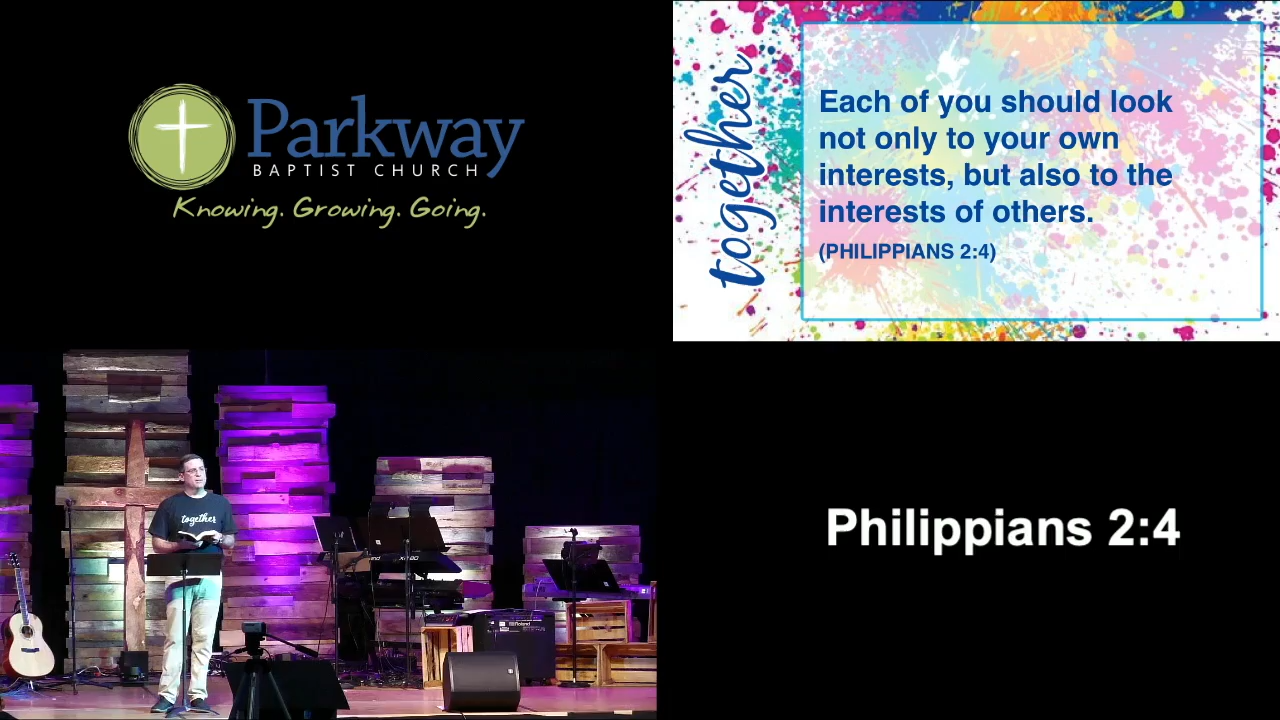 Parkway
BAPTIST CHURCH
Knowing. Growing. Going.
together
Each of you should look
not only to your own
interests, but also to the
interests of others.
(PHILIPPIANS 2:4)
together
Roland
Philippians 2:4